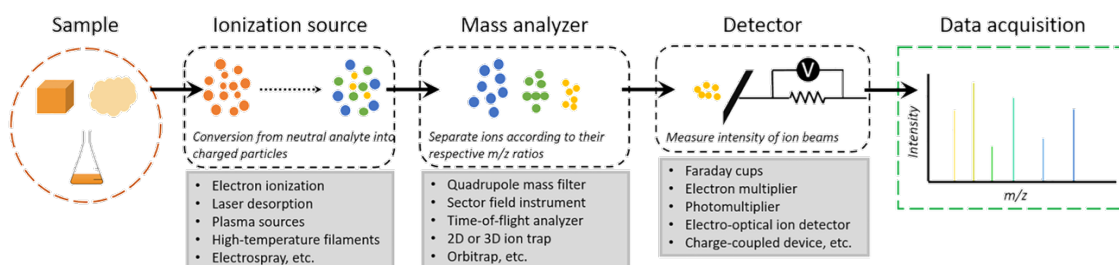 Sample
Ionization source
Mass analyzer
Detector
Data acquisition
Conversion from neutral analyte into
charged particles
• Electron ionization
• Laser desorption
• Plasma sources
• High-temperature filaments
• Electrospray, etc.
Separate ions according to their
respective m/z ratios
• Quadrupole mass filter
• Sector field instrument
• Time-of-flight analyzer
• 2D or 3D ion trap
• Orbitrap, etc.
V
Measure intensity of ion beams
• Faraday cups
• Electron multiplier
• Photomultiplier
• Electro-optical ion detector
• Charge-coupled device, etc.
Intensity
m/z